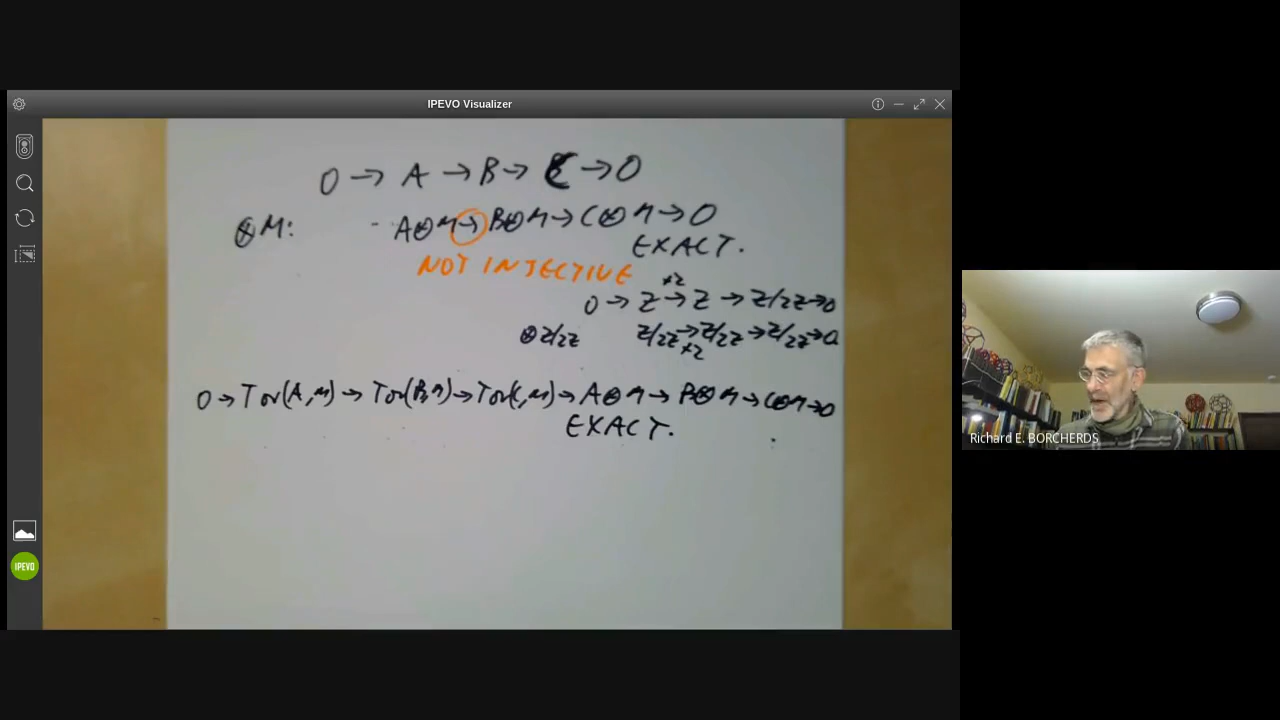 IPEVO Visualizer
0 → A → B → C → 0
⊗M: A⊗M → B⊗M → C⊗M → 0
EXACT.
NOT INJECTIVE
×2
0 → Z → Z → Z/2Z → 0
⊗Z/2Z Z/2Z → Z/2Z → Z/2Z → 0
×2
0 → Tor(A,M) → Tor(B,M) → Tor(C,M) → A⊗M → B⊗M → C⊗M → 0
EXACT.
Richard E. BORCHERDS
IPEVO